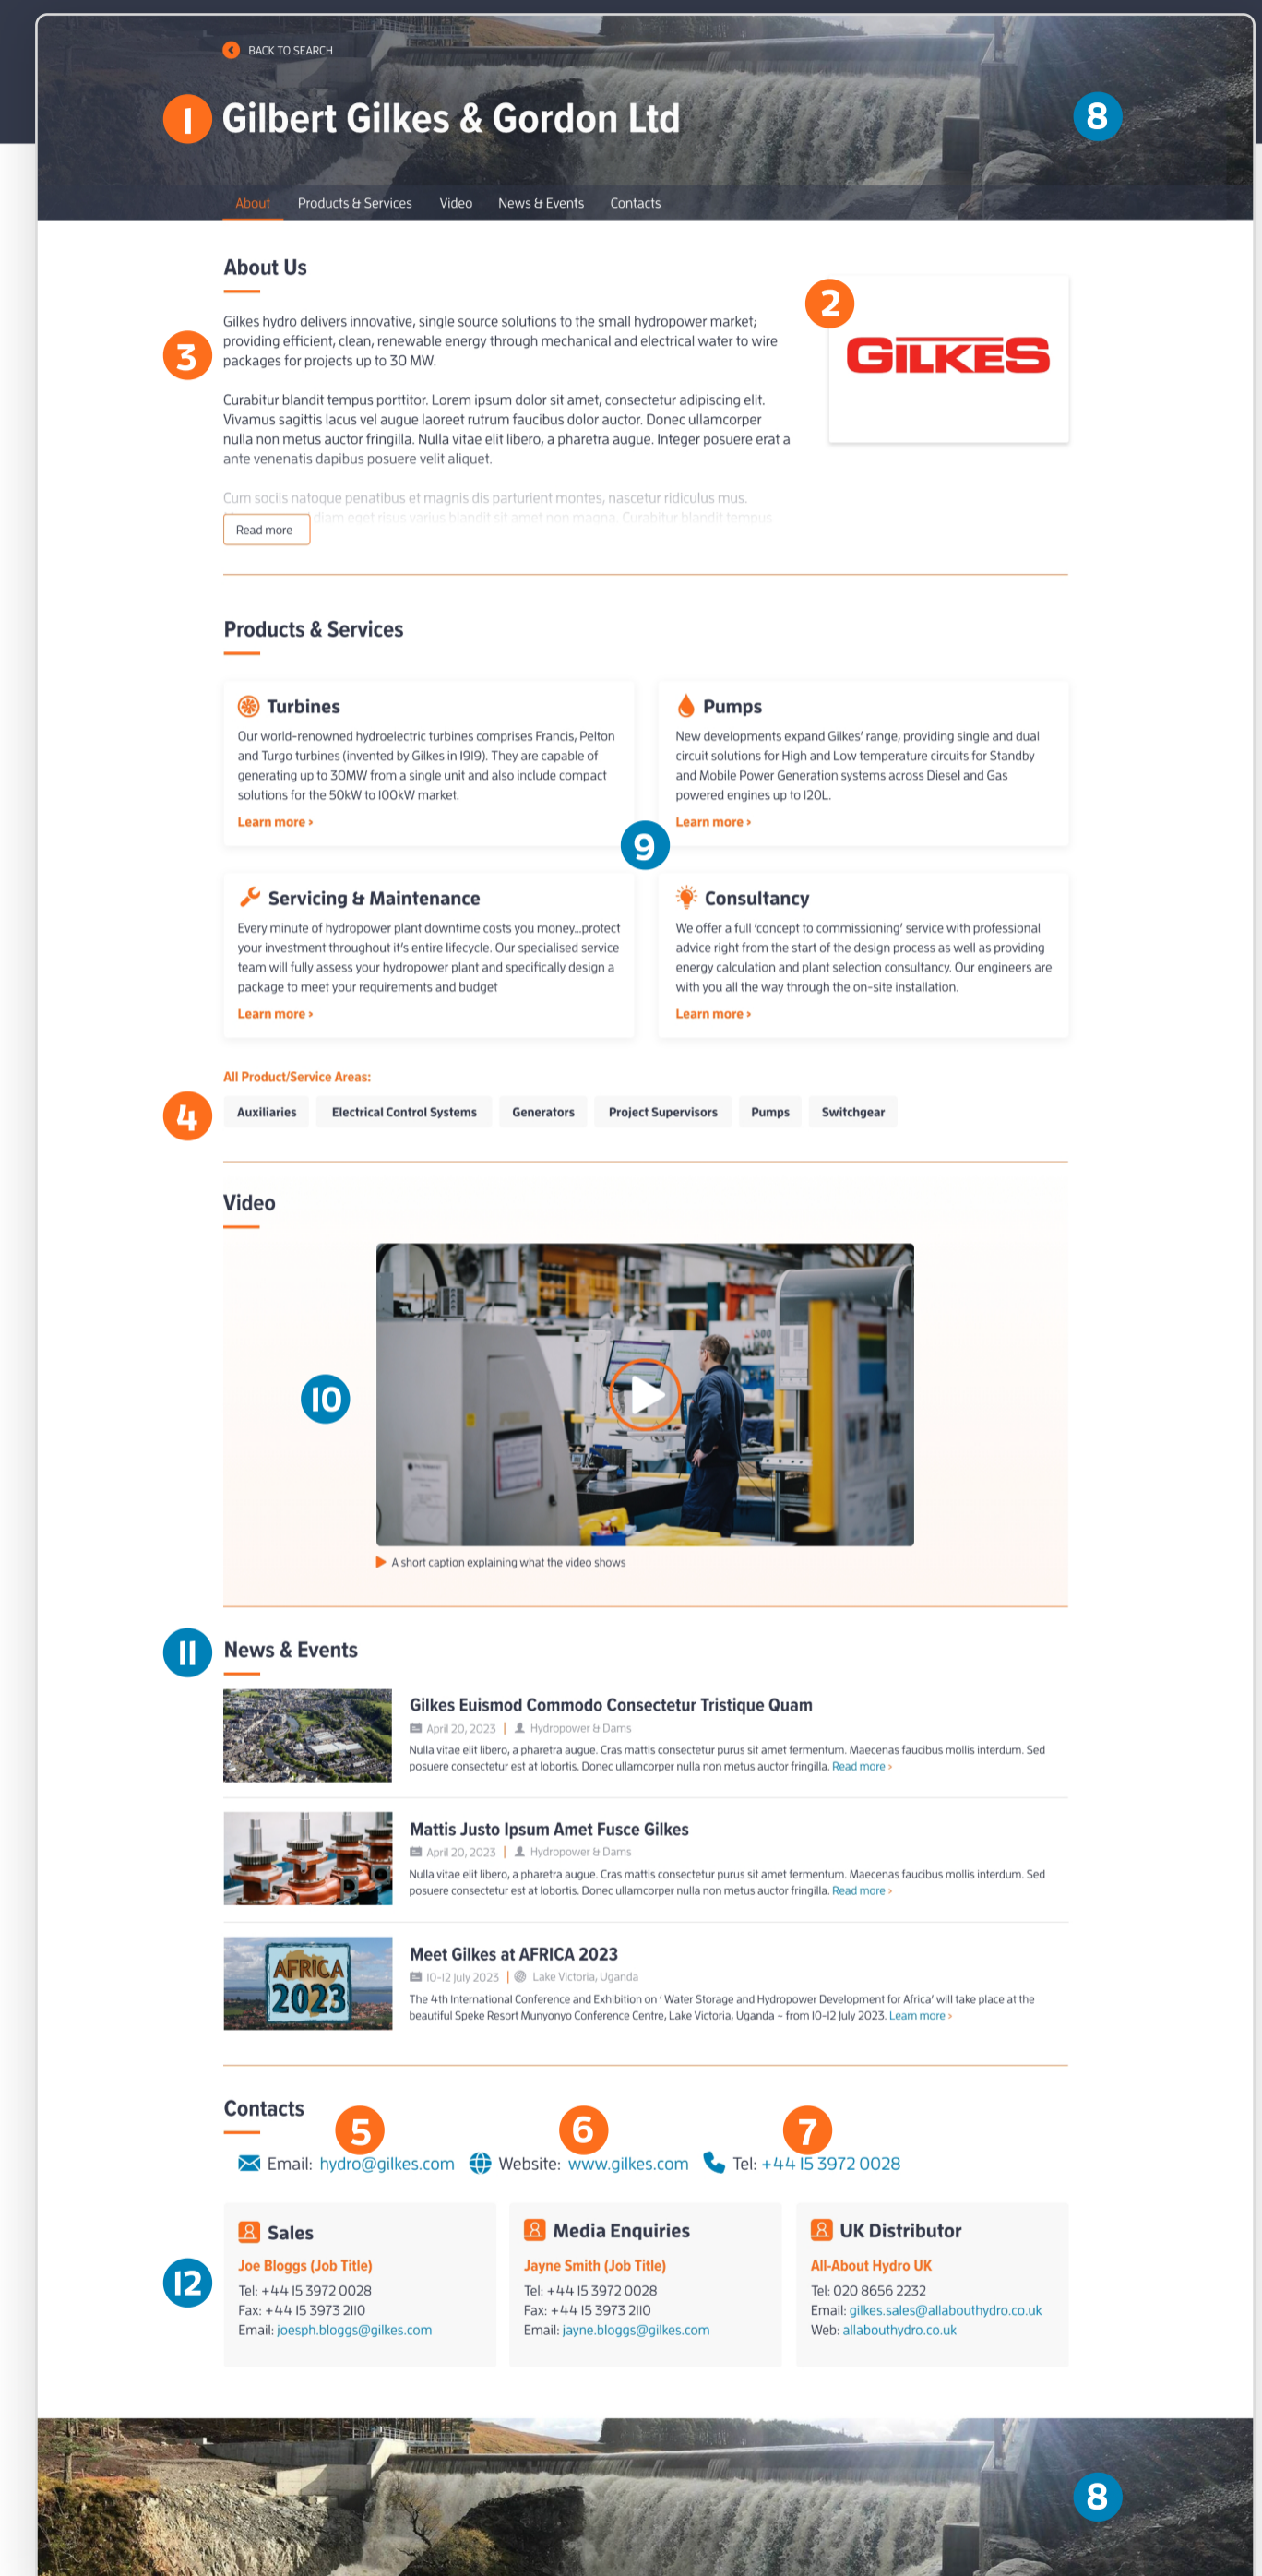 BACK TO SEARCH
1
Gilbert Gilkes & Gordon Ltd
8
About Products & Services Video News & Events Contacts
About Us
2
GILKES
3
Gilkes hydro delivers innovative, single source solutions to the small hydropower market;
providing efficient, clean, renewable energy through mechanical and electrical water to wire
packages for projects up to 30 MW.
Curabitur blandit tempus porttitor. Lorem ipsum dolor sit amet, consectetur adipiscing elit.
Vivamus sagittis lacus vel augue laoreet rutrum faucibus dolor auctor. Donec ullamcorper
nulla non metus auctor fringilla. Nulla vitae elit libero, a pharetra augue. Integer posuere erat a
ante venenatis dapibus posuere velit aliquet.
Cum sociis natoque penatibus et magnis dis parturient montes, nascetur ridiculus mus.
diam eget risus varius blandit sit amet non magna. Curabitur blandit tempus
Read more
Products & Services
Turbines
Our world-renowned hydroelectric turbines comprises Francis, Pelton
and Turgo turbines (invented by Gilkes in 1919). They are capable of
generating up to 30MW from a single unit and also include compact
solutions for the 50kW to 100kW market.
Learn more ›
Pumps
New developments expand Gilkes' range, providing single and dual
circuit solutions for High and Low temperature circuits for Standby
and Mobile Power Generation systems across Diesel and Gas
powered engines up to 120L.
Learn more ›
9
Servicing & Maintenance
Every minute of hydropower plant downtime costs you money...protect
your investment throughout it's entire lifecycle. Our specialised service
team will fully assess your hydropower plant and specifically design a
package to meet your requirements and budget
Learn more ›
Consultancy
We offer a full 'concept to commissioning' service with professional
advice right from the start of the design process as well as providing
energy calculation and plant selection consultancy. Our engineers are
with you all the way through the on-site installation.
Learn more ›
All Product/Service Areas:
4
Auxiliaries Electrical Control Systems Generators Project Supervisors Pumps Switchgear
Video
500
10
A short caption explaining what the video shows
11
News & Events
Gilkes Euismod Commodo Consectetur Tristique Quam
April 20, 2023 | Hydropower & Dams
Nulla vitae elit libero, a pharetra augue. Cras mattis consectetur purus sit amet fermentum. Maecenas faucibus mollis interdum. Sed
posuere consectetur est at lobortis. Donec ullamcorper nulla non metus auctor fringilla. Read more ›
Mattis Justo Ipsum Amet Fusce Gilkes
April 20, 2023 | Hydropower & Dams
Nulla vitae elit libero, a pharetra augue. Cras mattis consectetur purus sit amet fermentum. Maecenas faucibus mollis interdum. Sed
posuere consectetur est at lobortis. Donec ullamcorper nulla non metus auctor fringilla. Read more ›
AFRICA
2023
Meet Gilkes at AFRICA 2023
10-12 July 2023 | Lake Victoria, Uganda
The 4th International Conference and Exhibition on ' Water Storage and Hydropower Development for Africa' will take place at the
beautiful Speke Resort Munyonyo Conference Centre, Lake Victoria, Uganda – from 10-12 July 2023. Learn more ›
Contacts
5
6
7
Email: hydro@gilkes.com Website: www.gilkes.com Tel: +44 15 3972 0028
12
Sales
Joe Bloggs (Job Title)
Tel: +44 15 3972 0028
Fax: +44 15 3973 2110
Email: joesph.bloggs@gilkes.com
Media Enquiries
Jayne Smith (Job Title)
Tel: +44 15 3972 0028
Fax: +44 15 3973 2110
Email: jayne.bloggs@gilkes.com
UK Distributor
All-About Hydro UK
Tel: 020 8656 2232
Email: gilkes.sales@allabouthydro.co.uk
Web: allabouthydro.co.uk
8